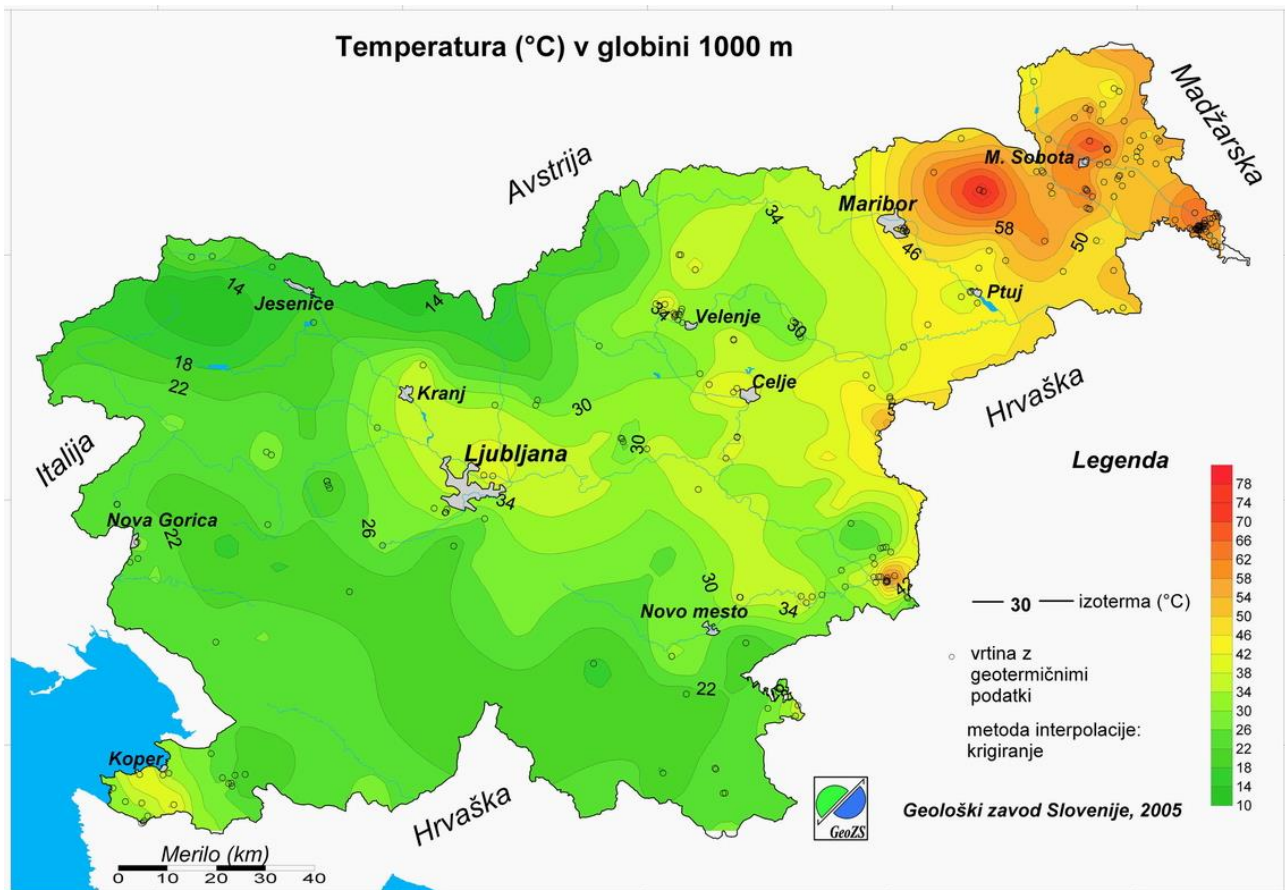 Temperatura (°C) v globini 1000 m
Madžarska
Avstrija
M. Sobota
34
Maribor
58
50
46
14
14
Jesenice
Ptuj
34
Velenje
30
18
22
Kranj
Celje
30
Hrvaška
5
Italija
30
Ljubljana
Legenda
34
78
74
70
66
62
58
54
50
46
42
38
34
30
26
22
18
14
10
Nova Gorica
22
26
42
30
34
30 izoterma (°C)
Novo mesto
vrtina z
geotermičnimi
podatki
22
metoda interpolacije:
krigiranje
Koper
Hrvaška
GeoZS
Geološki zavod Slovenije, 2005
Merilo (km)
0 10 20 30 40